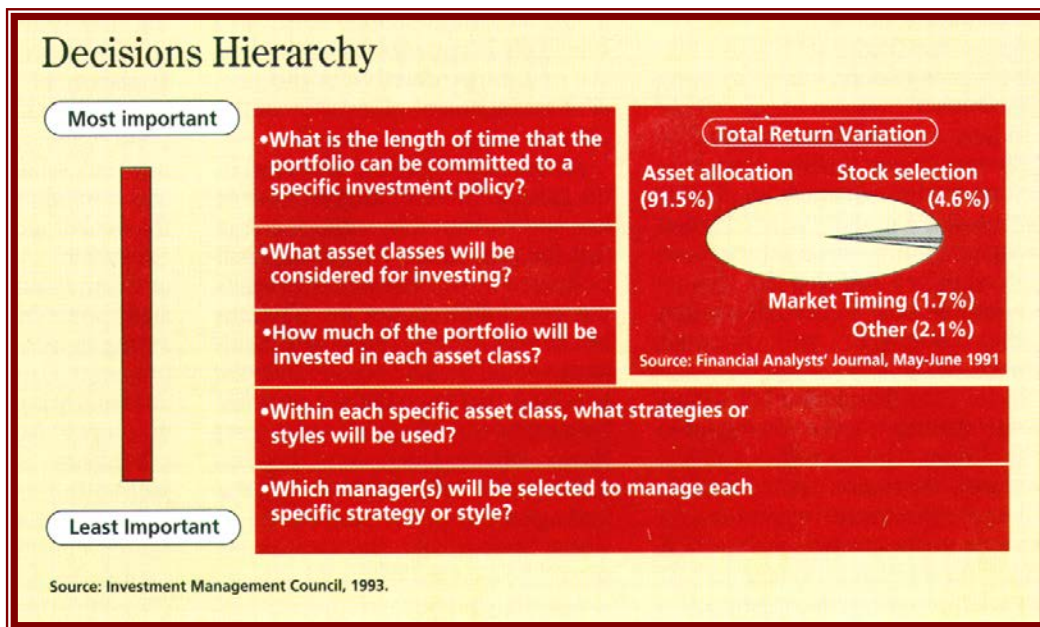 Decisions Hierarchy
Most important
•What is the length of time that the
portfolio can be committed to a
specific investment policy?
•What asset classes will be
considered for investing?
•How much of the portfolio will be
invested in each asset class?
•Within each specific asset class, what strategies or
styles will be used?
•Which manager(s) will be selected to manage each
specific strategy or style?
Least Important
Total Return Variation
Asset allocation
(91.5%)
Stock selection
(4.6%)
Market Timing (1.7%)
Other (2.1%)
Source: Financial Analysts' Journal, May-June 1991
Source: Investment Management Council, 1993.